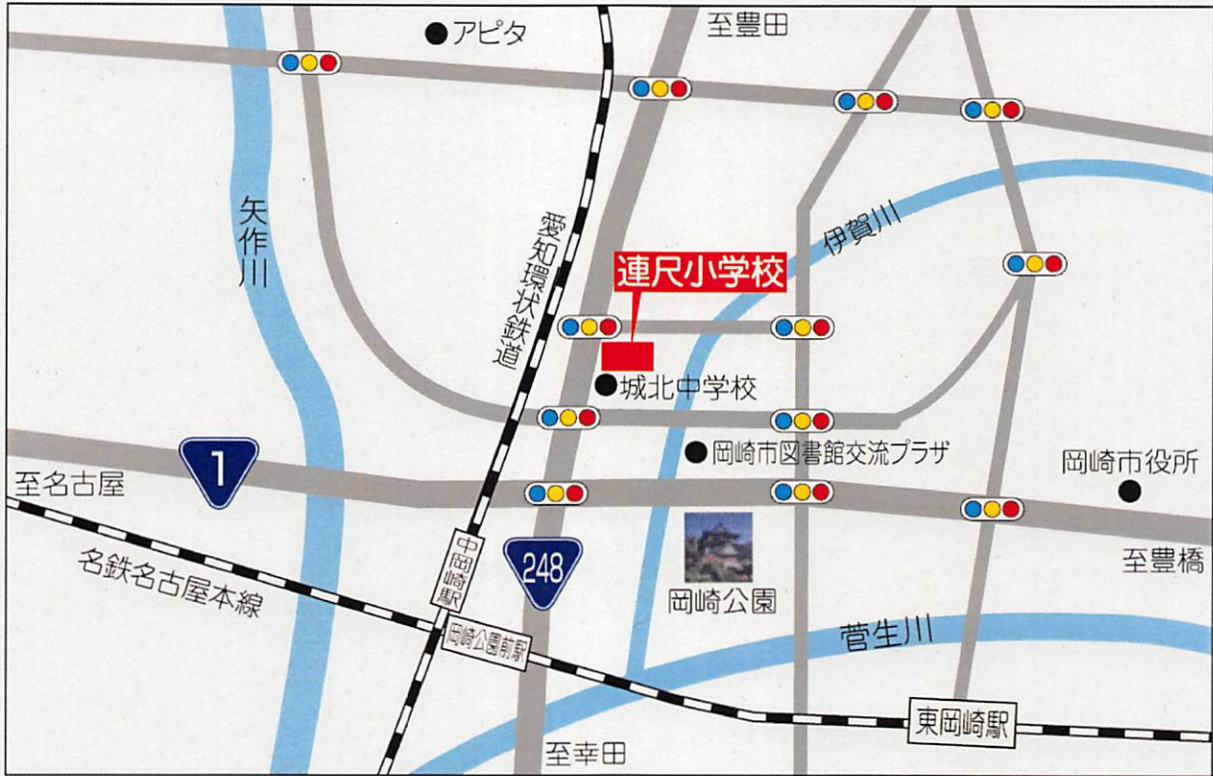 アピタ
至豊田
矢作川
愛知環状鉄道
伊賀川
連尺小学校
城北中学校
岡崎市図書館交流プラザ
岡崎市役所
1
至名古屋
中岡崎駅
248
岡崎公園
至豊橋
名鉄名古屋本線
岡崎公園前駅
菅生川
東岡崎駅
至幸田